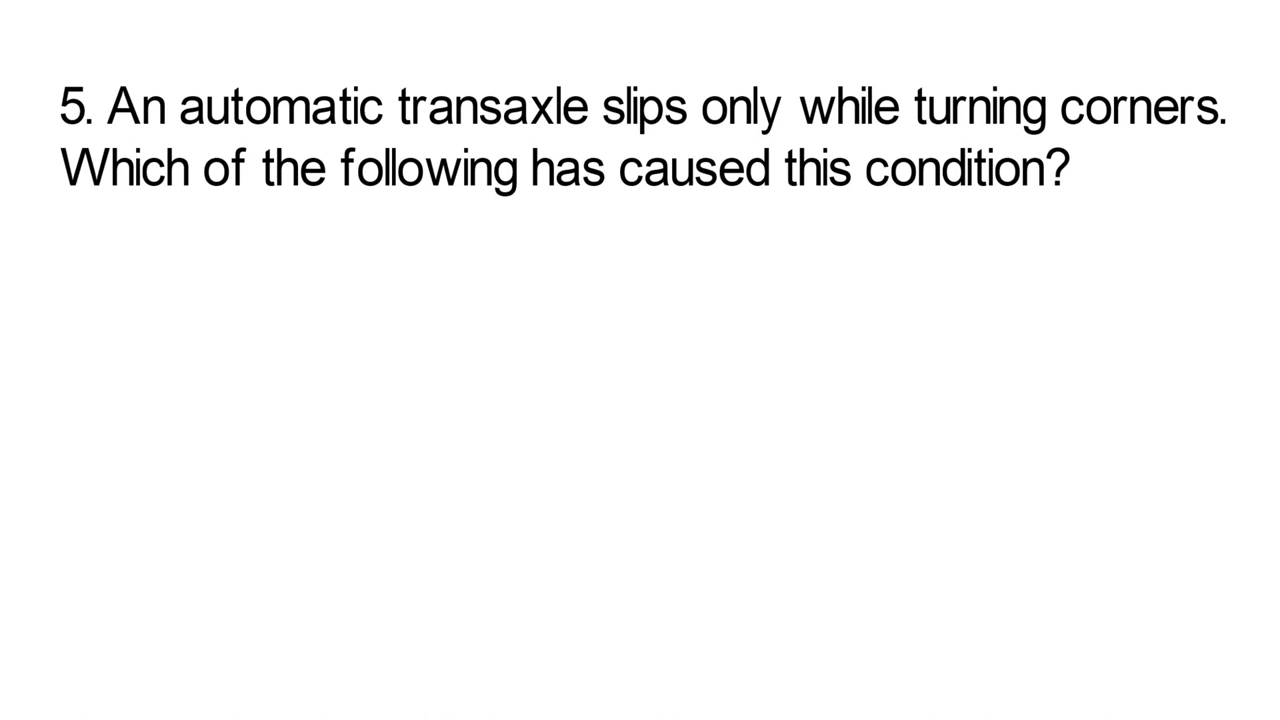 5. An automatic transaxle slips only while turning corners.
Which of the following has caused this condition?